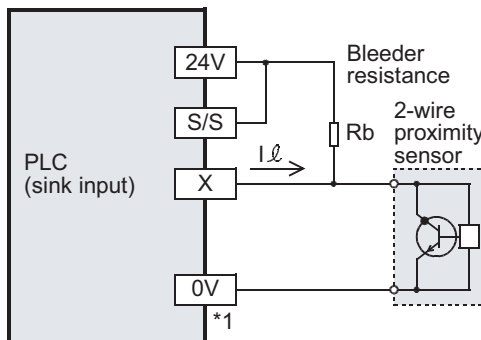 24V
Bleeder
resistance
S/S
Rb
2-wire
proximity
sensor
PLC
(sink input)
Iℓ
X
0V
*1